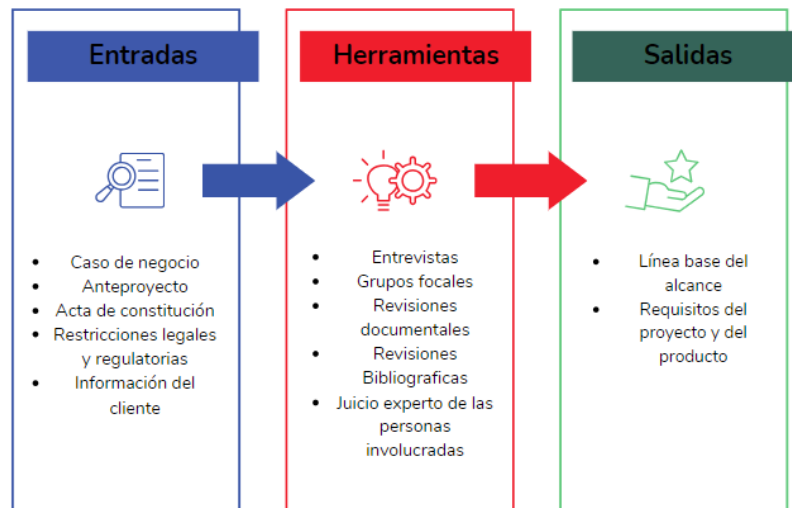 Entradas
Caso de negocio
Anteproyecto
Acta de constitución
Restricciones legales
y regulatorias
Información del
cliente
Herramientas
Entrevistas
Grupos focales
Revisiones
documentales
Revisiones
Bibliograficas
Juicio experto de las
personas
involucradas
Salidas
Línea base del
alcance
Requisitos del
proyecto y del
producto